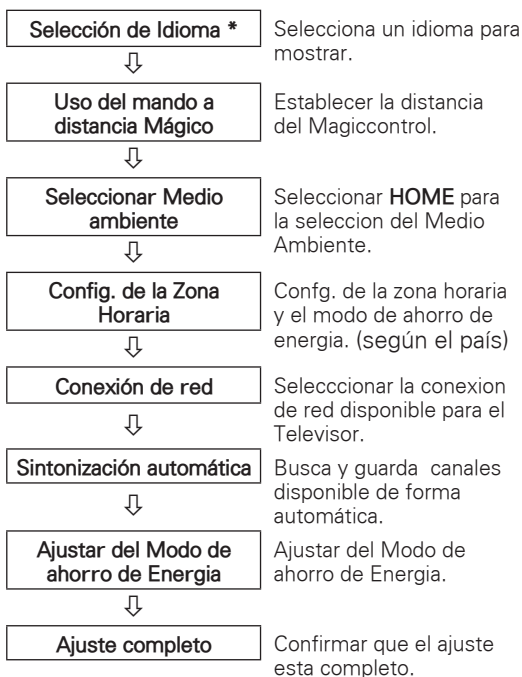 Selección de Idioma *
Selecciona un idioma para
mostrar.
Uso del mando a
distancia Mágico
Establecer la distancia
del Magiccontrol.
Seleccionar Medio
ambiente
Seleccionar HOME para
la seleccion del Medio
Ambiente.
Config. de la Zona
Horaria
Confg. de la zona horaria
y el modo de ahorro de
energia. (según el país)
Conexión de red
Selecccionar la conexion
de red disponible para el
Televisor.
Sintonización automática
Busca y guarda canales
disponible de forma
automática.
Ajustar del Modo de
ahorro de Energia
Ajustar del Modo de
ahorro de Energia.
Ajuste completo
Confirmar que el ajuste
esta completo.